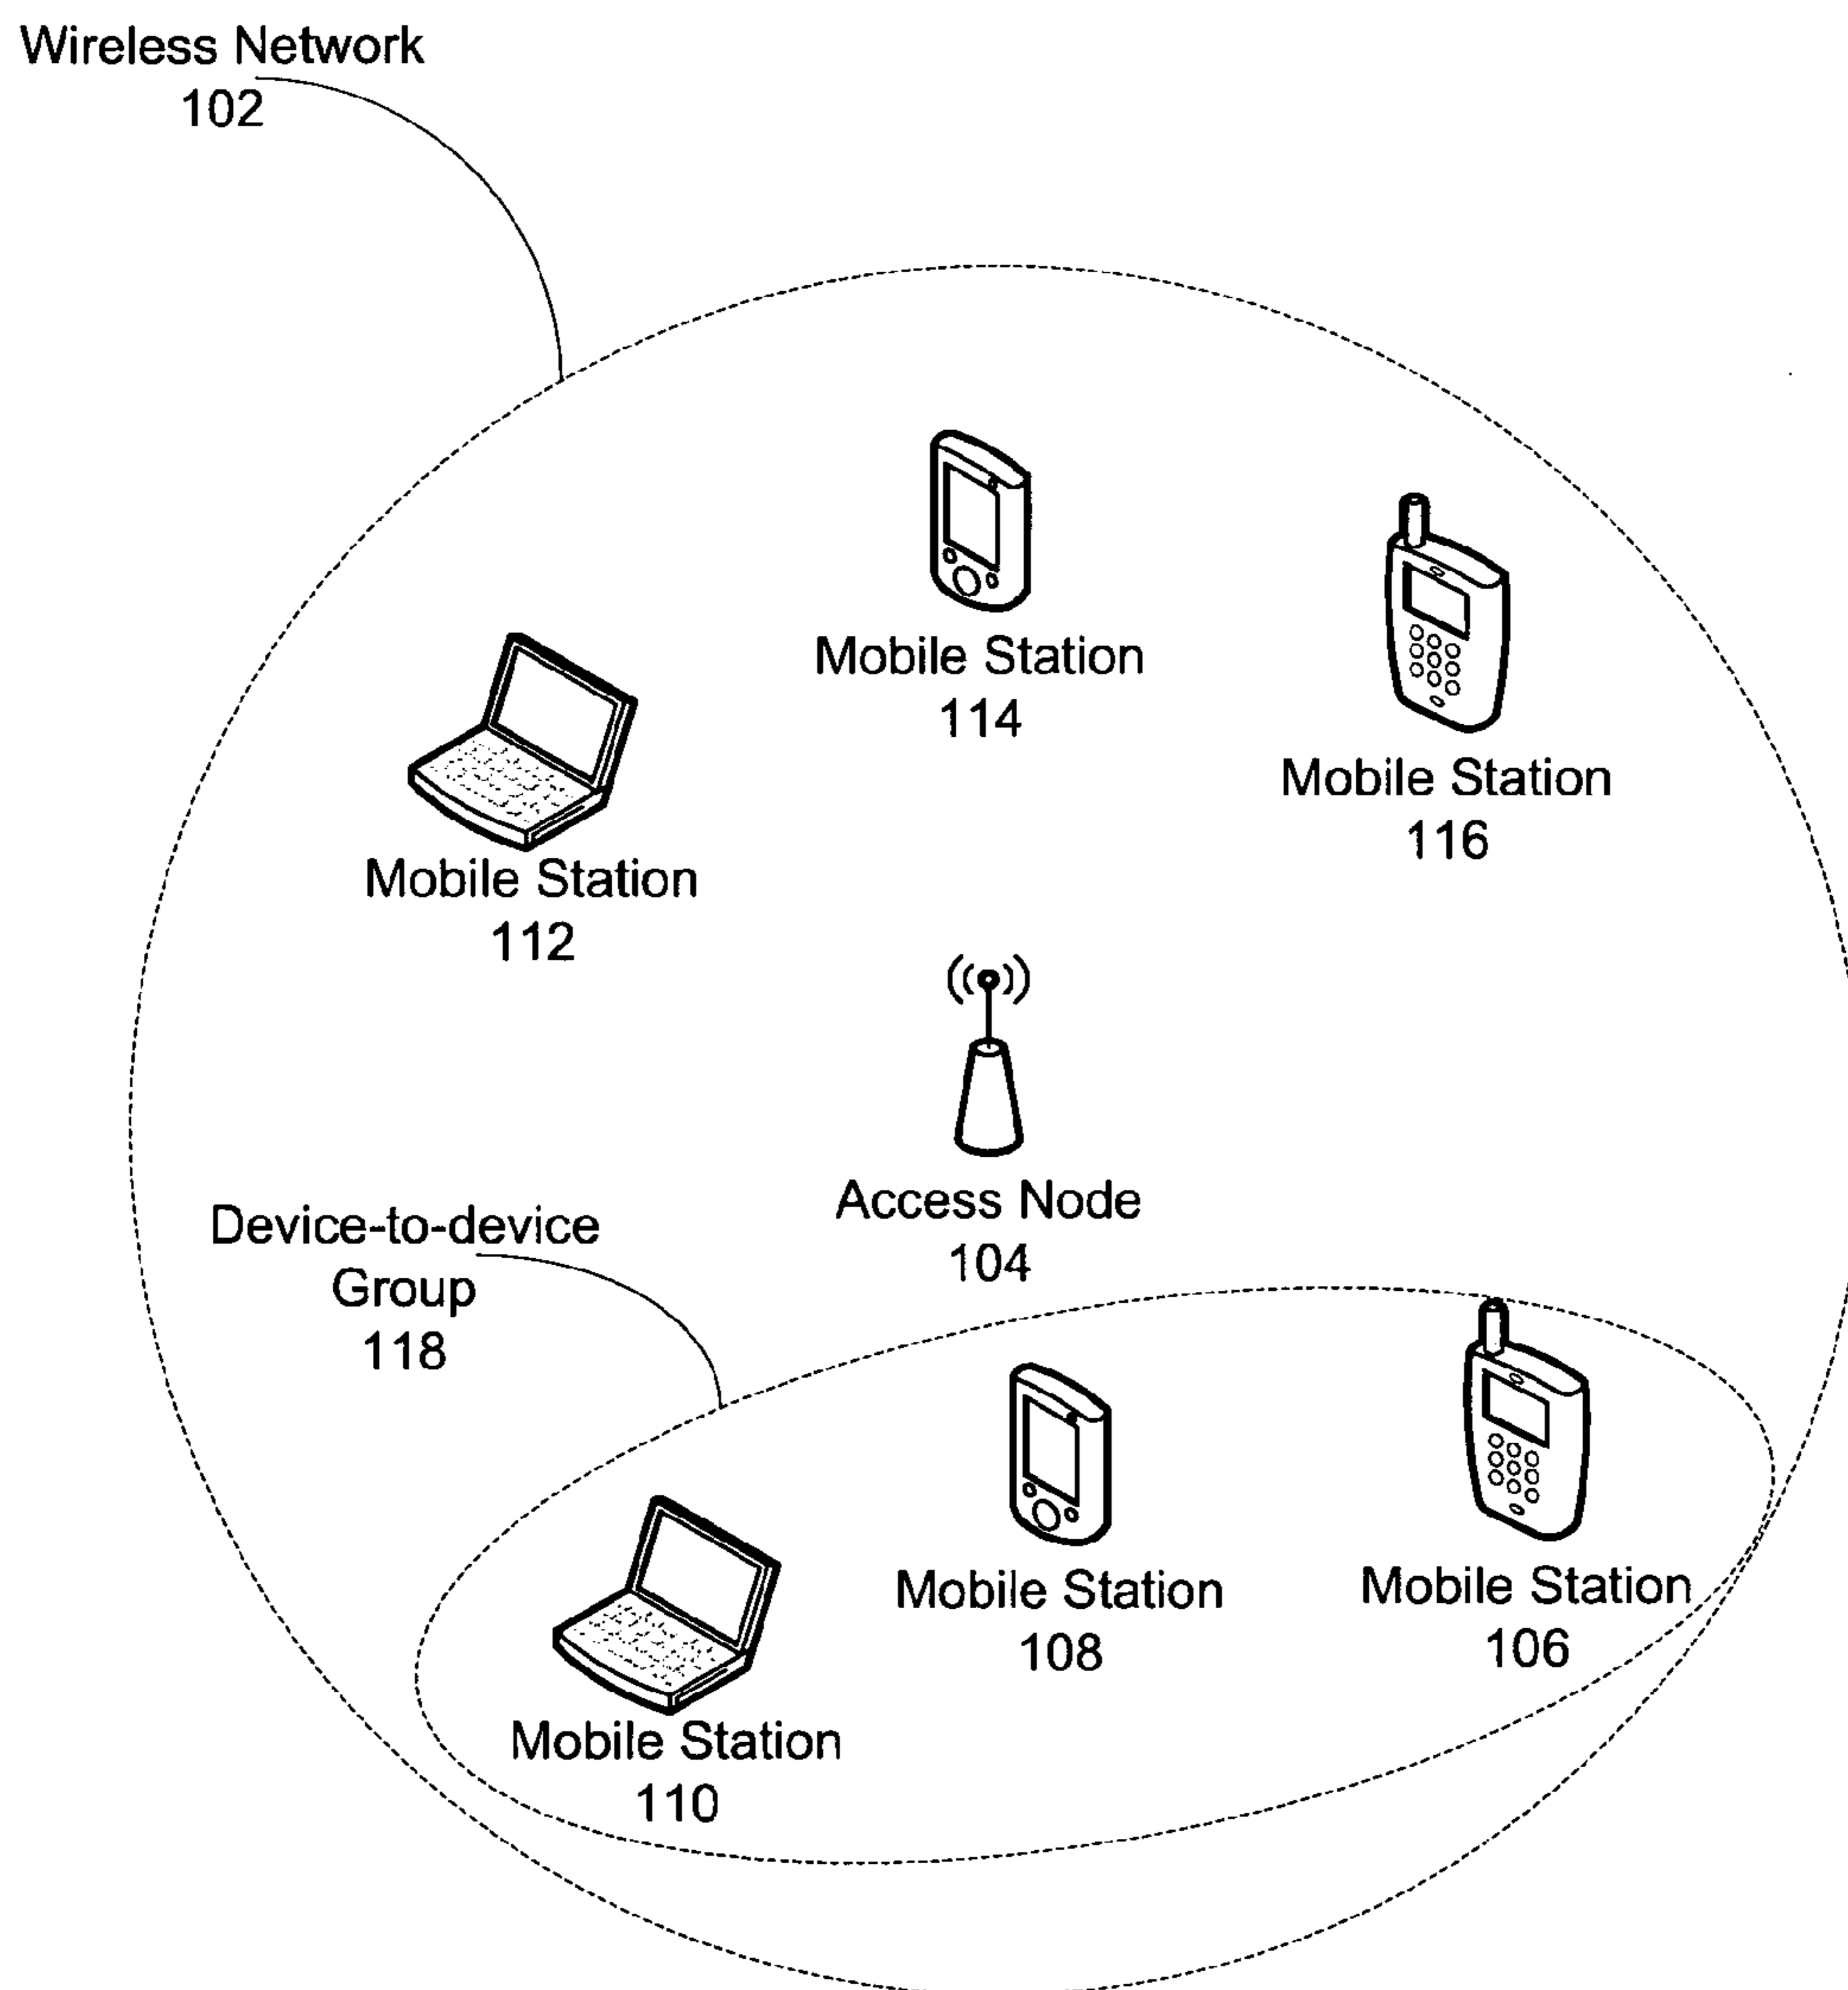 Wireless Network
102
Mobile Station
114
Mobile Station
116
Mobile Station
112
Access Node
104
Device-to-device
Group
118
Mobile Station
108
Mobile Station
106
Mobile Station
110